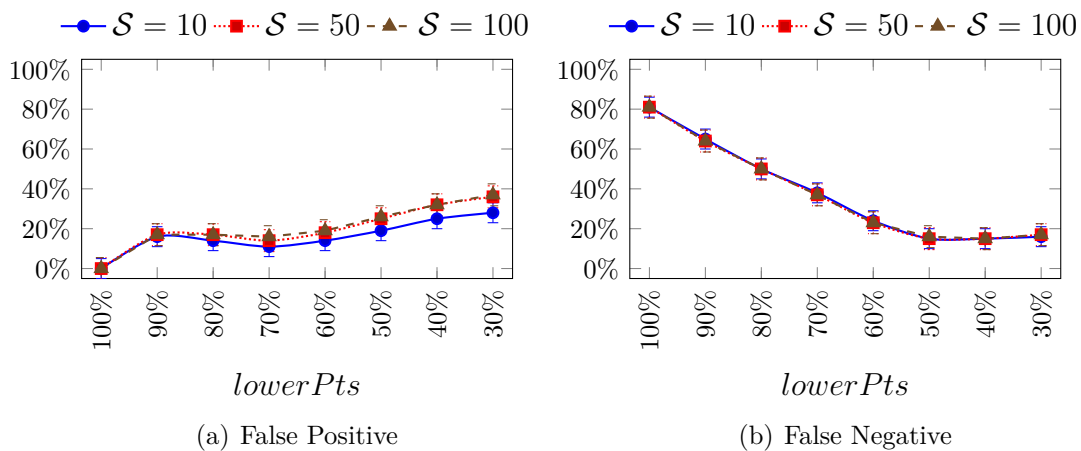 𝒮 = 10 𝒮 = 50 𝒮 = 100
100%
80%
60%
40%
20%
0%
100% 90% 80% 70% 60% 50% 40% 30%
lowerPts
(a) False Positive
𝒮 = 10 𝒮 = 50 𝒮 = 100
100%
80%
60%
40%
20%
0%
100% 90% 80% 70% 60% 50% 40% 30%
lowerPts
(b) False Negative